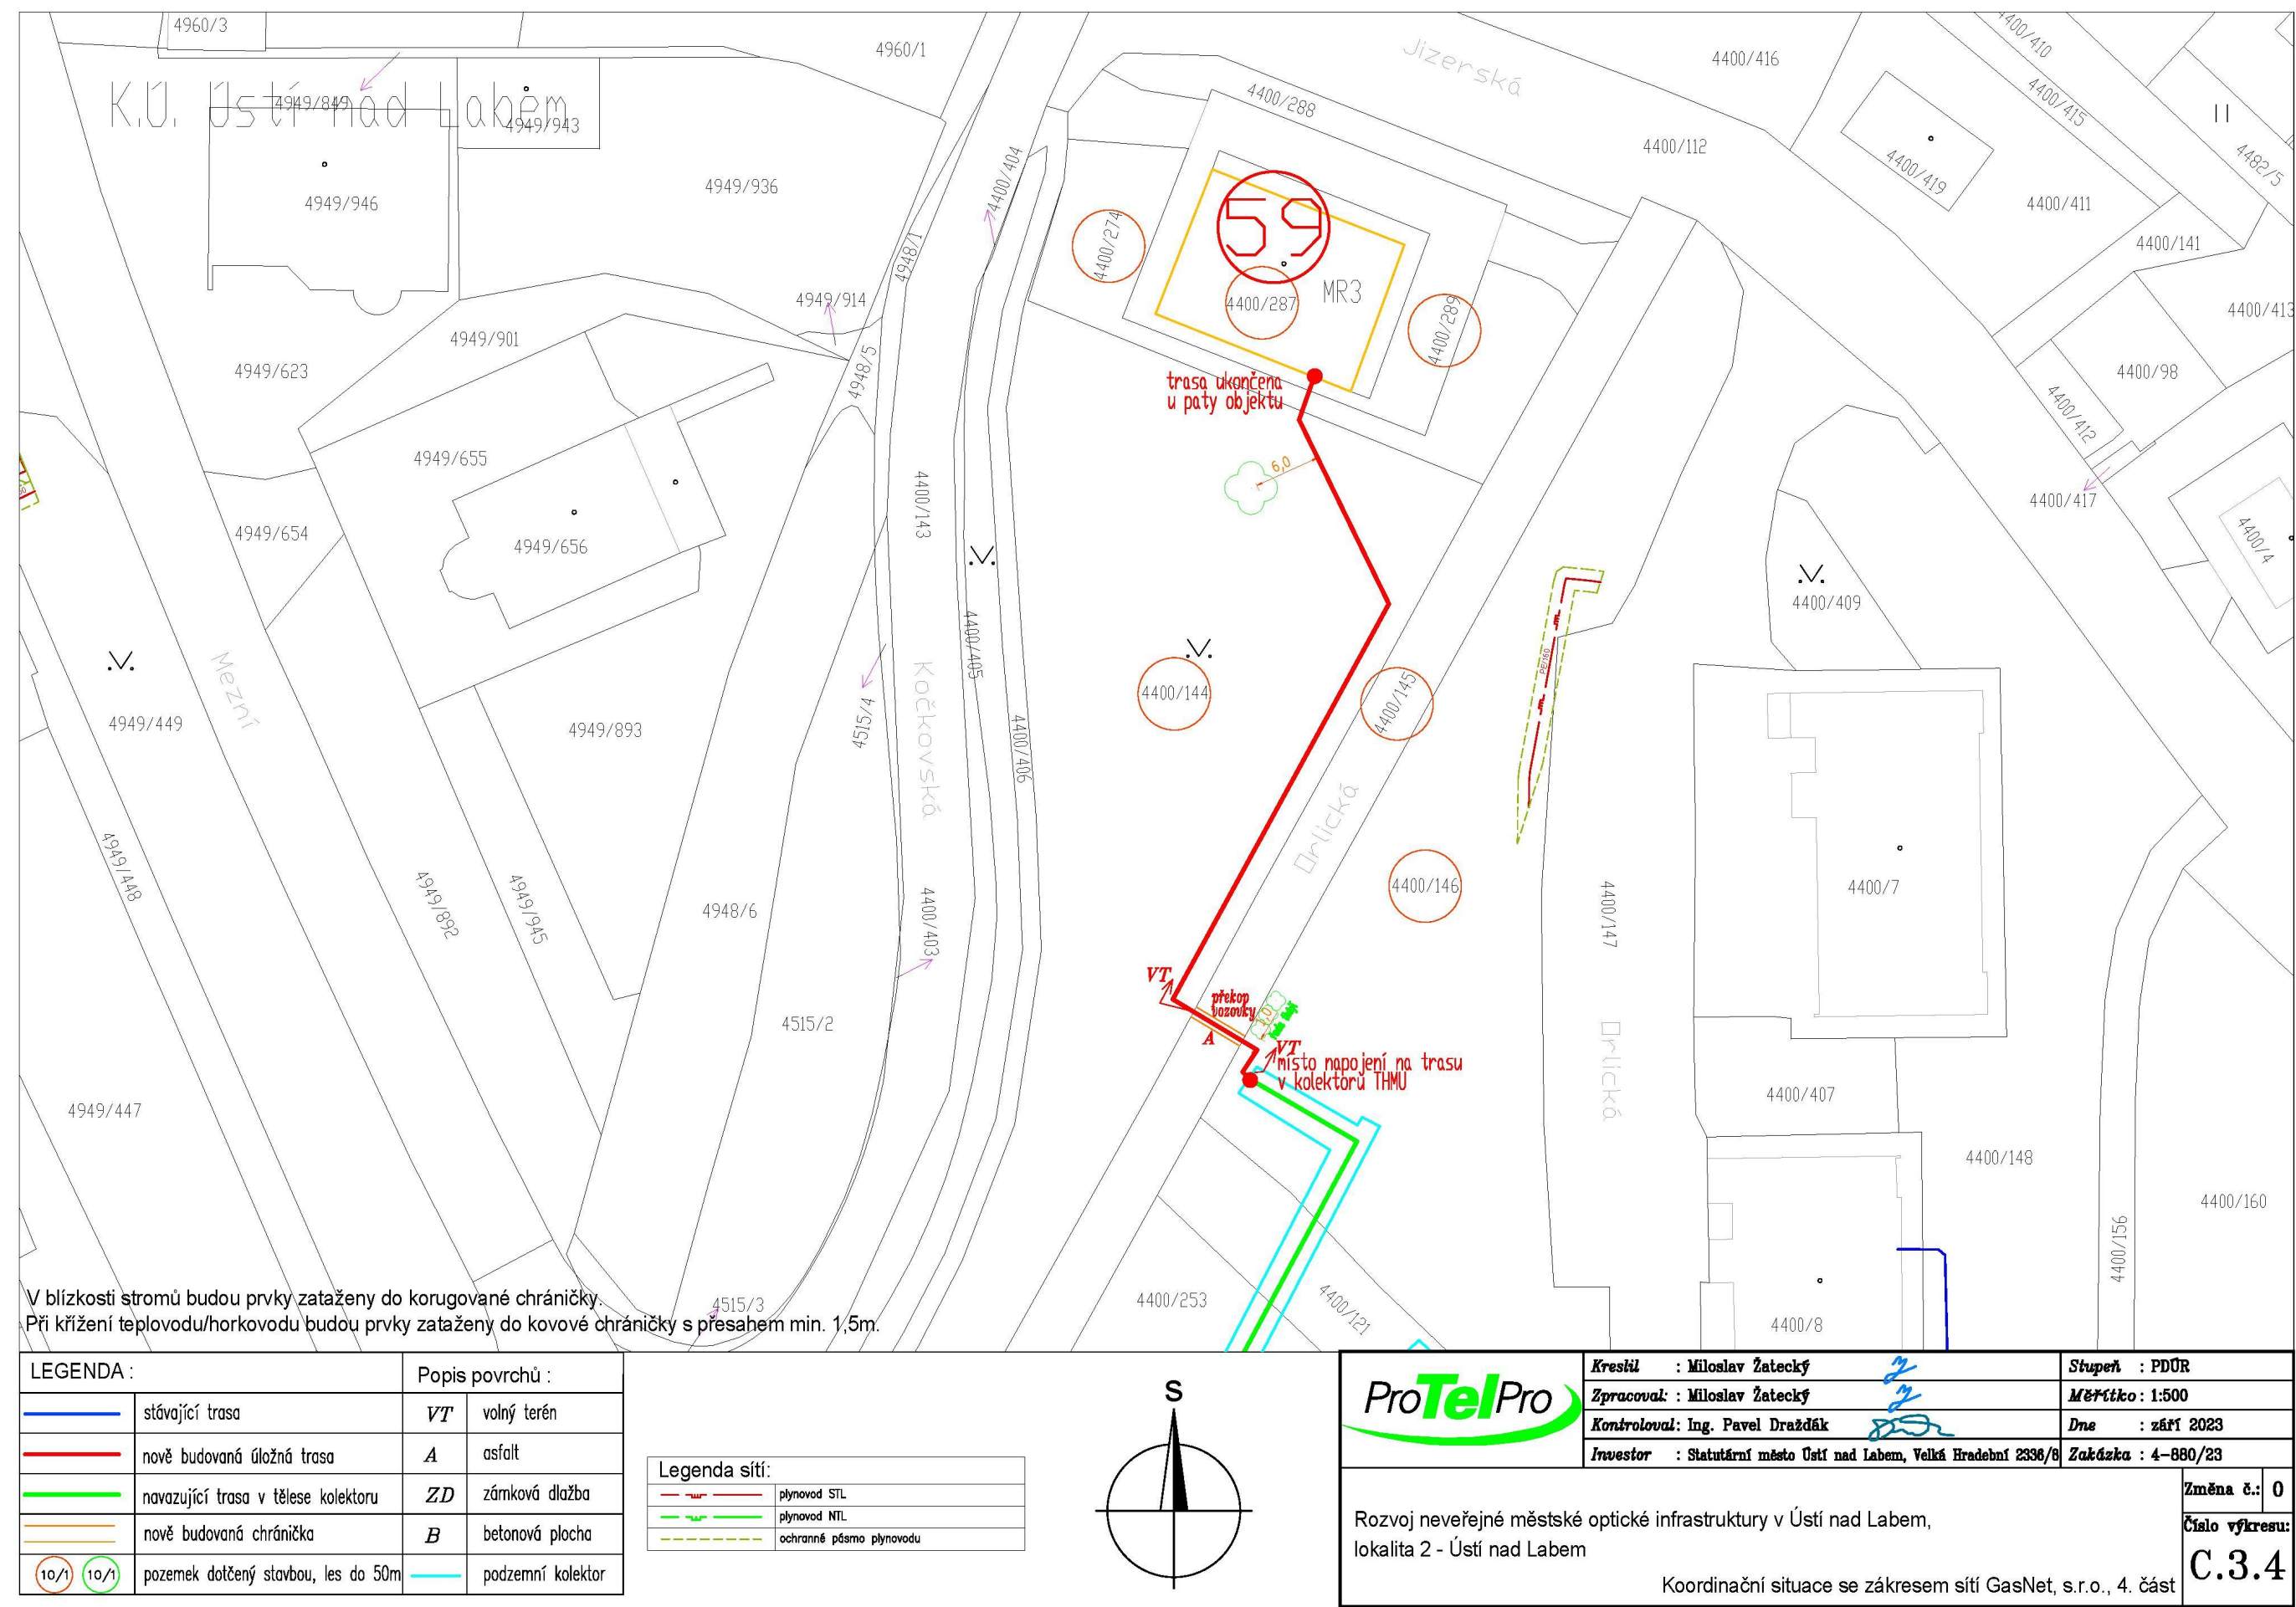 4960/3
4960/1
Jizerská
4400/416
4400/410
4400/415
K.Ú. Ústí nad Labem
4949/849
4949/943
4400/288
4400/112
4400/419
4482/5
4949/946
4949/936
4400/404
4400/411
4400/141
59
4400/274
4948/1
4949/914
4400/287
MR3
4400/289
4400/413
4949/901
4949/623
4948/5
4400/98
trasa ukončena
u paty objektu
4400/412
4949/655
6,0
4400/417
4400/143
4949/654
4949/656
4400/4
4400/409
4400/405
PE/160
Mezní
4400/144
4400/145
4949/449
4949/893
4515/4
Kočkovská
4400/406
Orlická
4949/448
4400/146
4400/7
4949/892
4949/945
4948/6
4400/403
4400/147
VT
překop
vozovky
1,0
A
4515/2
VT
místo napojení na trasu
v kolektoru THMU
Orlická
4949/447
4400/407
4400/148
4400/160
4400/156
4400/253
4400/121
4515/3
4400/8
V blízkosti stromů budou prvky zataženy do korugované chráničky.
Při křížení teplovodu/horkovodu budou prvky zataženy do kovové chráničky s přesahem min. 1,5m.
LEGENDA :
Popis povrchů :
stávající trasa
VT volný terén
nově budovaná úložná trasa
A asfalt
navazující trasa v tělese kolektoru
ZD zámková dlažba
nově budovaná chránička
B betonová plocha
10/1 10/1 pozemek dotčený stavbou, les do 50m
podzemní kolektor
Legenda sítí:
plynovod STL
plynovod NTL
ochranné pásmo plynovodu
S
ProTelPro
Kreslil : Miloslav Žatecký
Stupeň : PDÚR
Zpracoval: : Miloslav Žatecký
Měřítko : 1:500
Kontroloval: Ing. Pavel Dražďák
Dne : září 2023
Investor : Statutární město Ústí nad Labem, Velká Hradební 2336/8
Zakázka : 4-880/23
Změna č.: 0
Rozvoj neveřejné městské optické infrastruktury v Ústí nad Labem,
lokalita 2 - Ústí nad Labem
Číslo výkresu:
C.3.4
Koordinační situace se zákresem sítí GasNet, s.r.o., 4. část